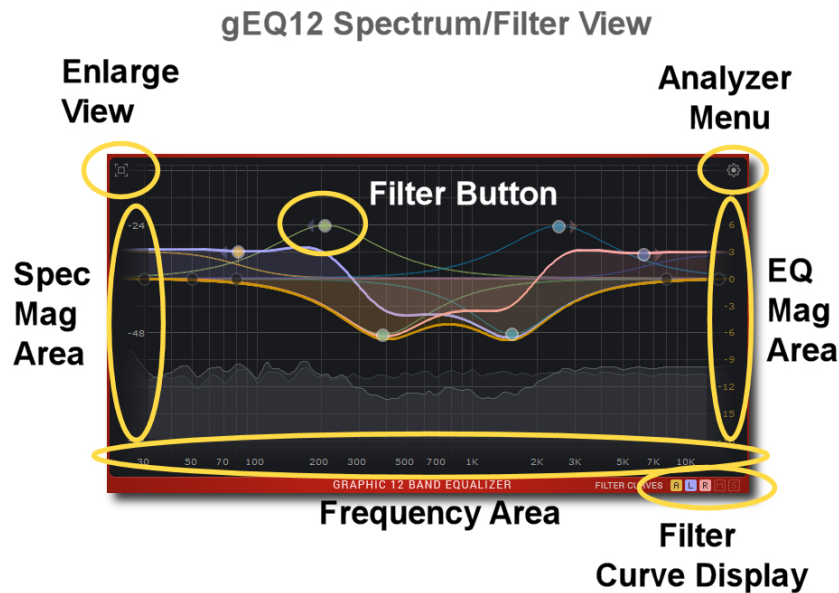 gEQ12 Spectrum/Filter View
Enlarge
View
Analyzer
Menu
Filter Button
Spec
Mag
Area
EQ
Mag
Area
-24
-48
6
3
0
-3
-6
-9
-12
-15
30 50 70 100 200 300 500 700 1K 2K 3K 5K 7K 10K
GRAPHIC 12 BAND EQUALIZER
FILTER CURVES A L R M S
Frequency Area
Filter
Curve Display